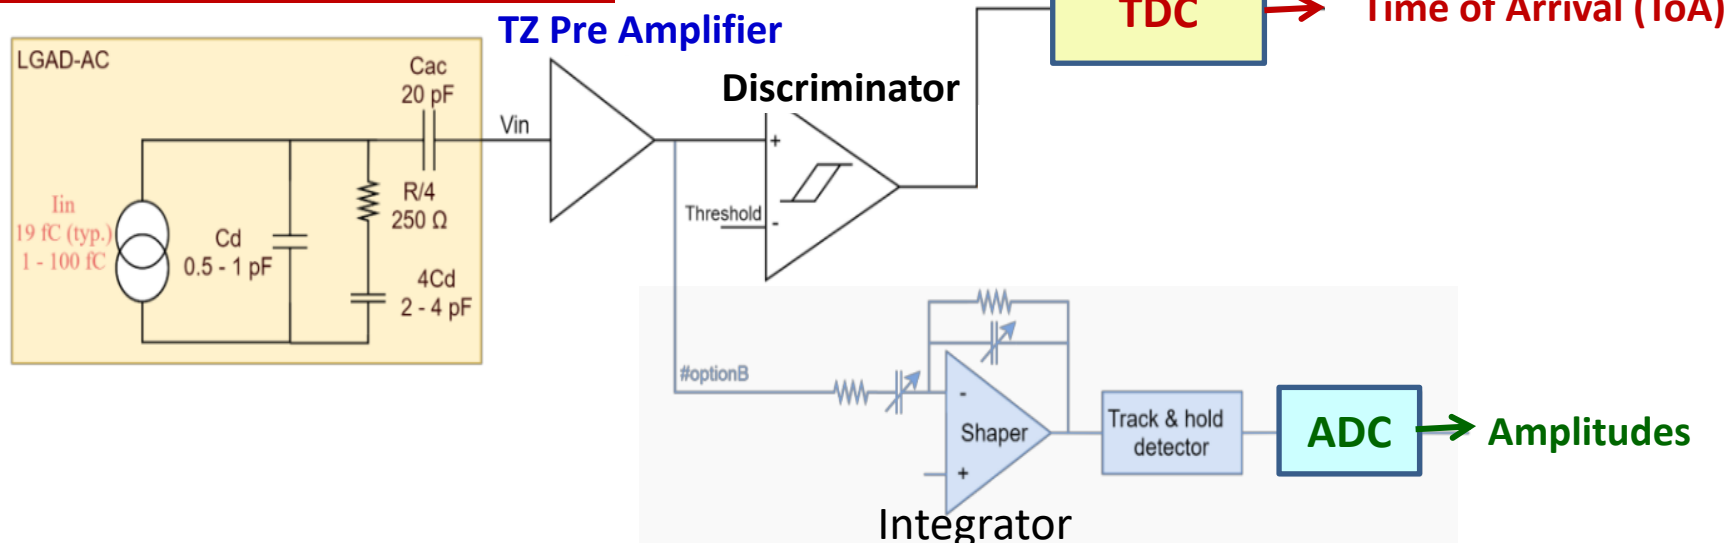 TDC
Time of Arrival (ToA)
TZ Pre Amplifier
LGAD-AC
Cac
20 pF
Discriminator
Vin
+
R/4
250 Ω
Iin
19 fC (typ.)
1 - 100 fC
Threshold
-
Cd
0.5 - 1 pF
4Cd
2 - 4 pF
#optionB
-
Shaper
+
Track & hold
detector
ADC
Amplitudes
Integrator